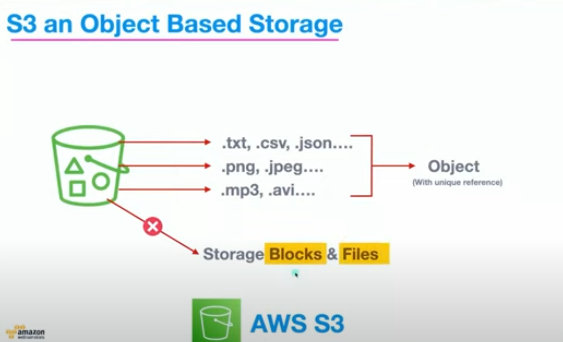 S3 an Object Based Storage
.txt, .csv, .json....
.png, .jpeg....
.mp3, .avi....
Object
(With unique reference)
Storage Blocks & Files
AWS S3
amazon
webservices